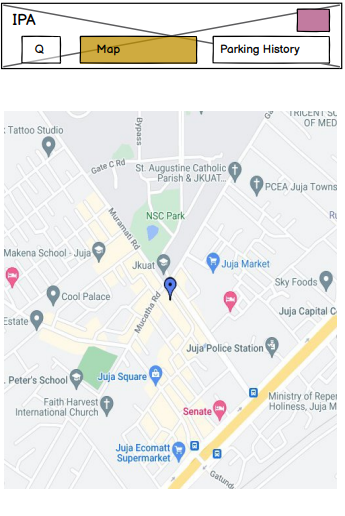 IPA
Q
Map
Parking History
TRICENT S
OF MED
Tattoo Studio
Bypass
Gate C Rd
St. Augustine Catholic
Parish & JKUAT...
PCEA Juja Towns
NSC Park
Muramati Rd
Makena School - Juja
Jkuat
Juja Market
Sky Foods
Cool Palace
Mucatha Rd
Juja Capital C
Estate
Juja Police Station
. Peter's School
Juja Square
Faith Harvest
International Church
Ministry of Repe
Holiness, Juja M
Senate
Juja Ecomatt
Supermarket
Gatundu